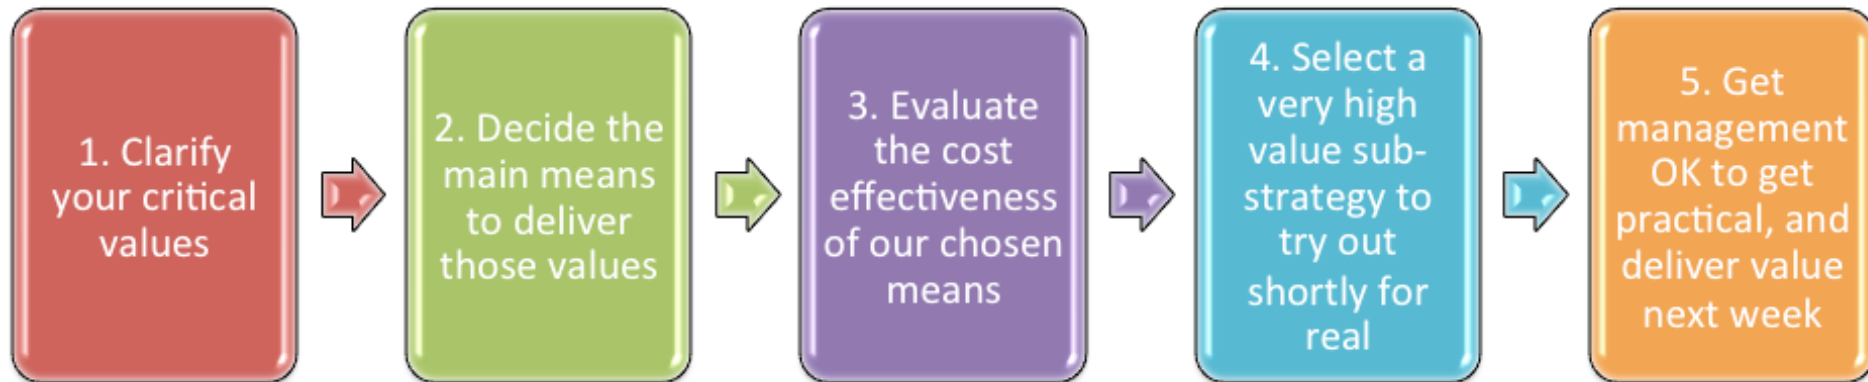 1. Clarify
your critical
values
2. Decide the
main means
to deliver
those values
3. Evaluate
the cost
effectiveness
of our chosen
means
4. Select a
very high
value sub-
strategy to
try out
shortly for
real
5. Get
management
OK to get
practical, and
deliver value
next week